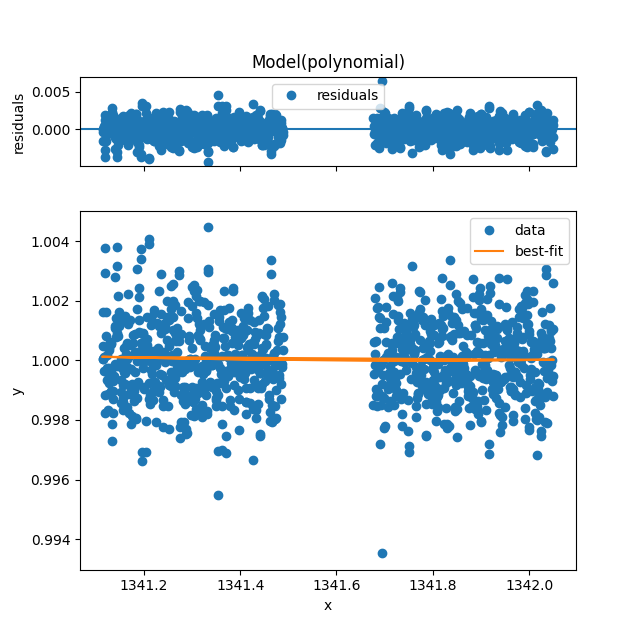 Model(polynomial)
residuals
0.005
0.000
residuals
data
best-fit
1.004
1.002
1.000
0.998
0.996
0.994
y
1341.2 1341.4 1341.6 1341.8 1342.0
x